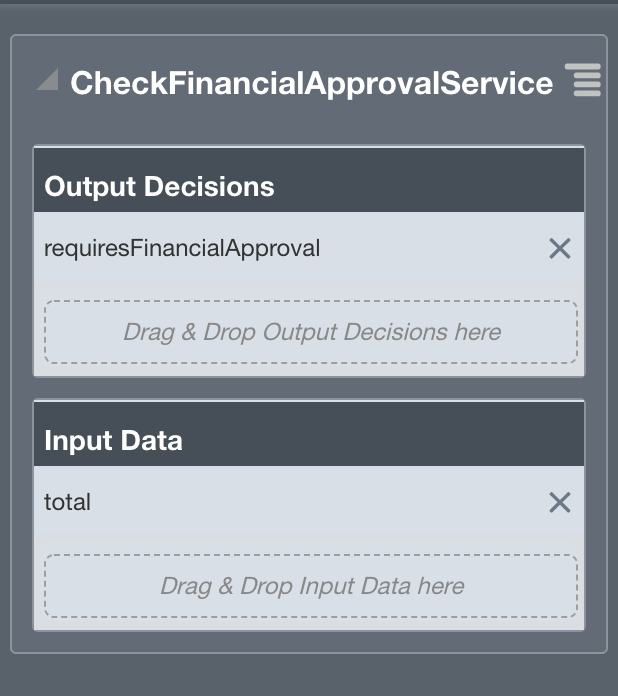 CheckFinancialApprovalService
Output Decisions
requiresFinancialApproval
Drag & Drop Output Decisions here
Input Data
total
Drag & Drop Input Data here